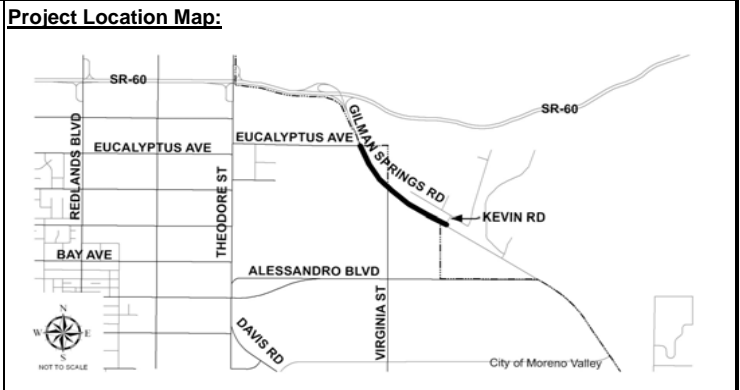 Project Location Map:
SR-60
SR-60
REDLANDS BLVD
EUCALYPTUS AVE
EUCALYPTUS AVE
GILMAN SPRINGS RD
THEODORE ST
KEVIN RD
BAY AVE
ALESSANDRO BLVD
VIRGINIA ST
DAVIS RD
N
W E
S
NOT TO SCALE
City of Moreno Valley